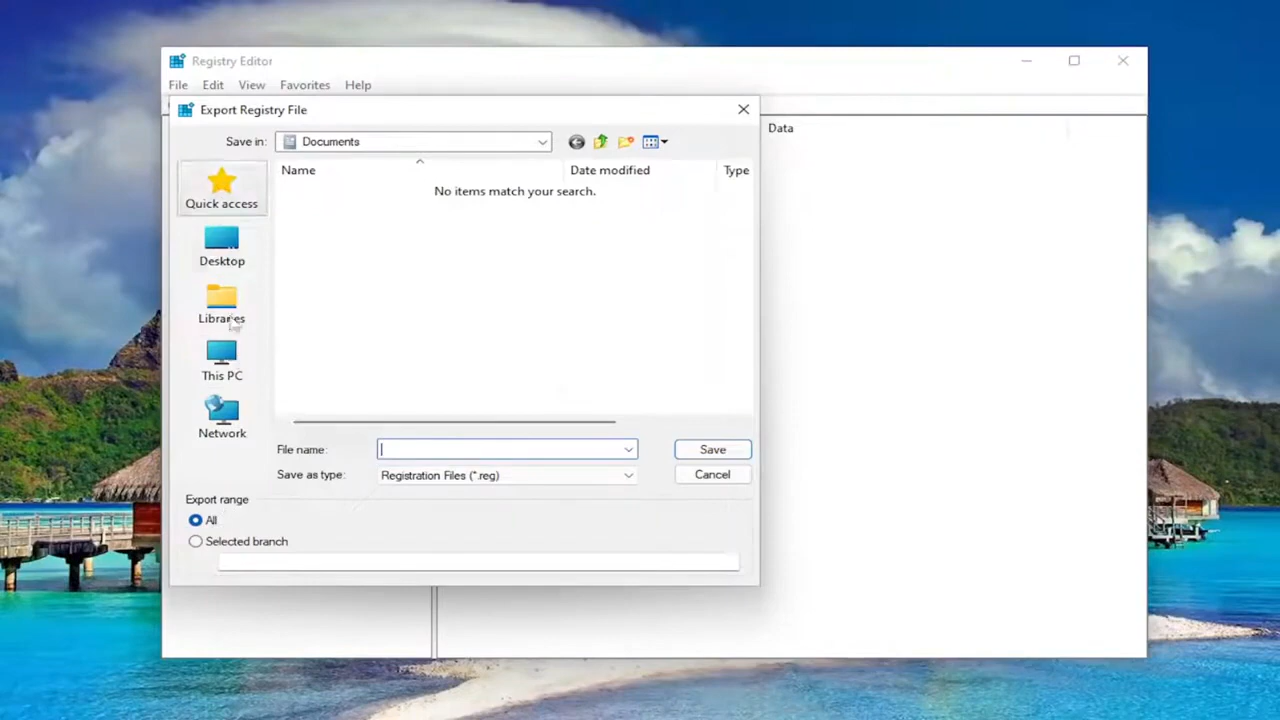 Registry Editor
File Edit View Favorites Help
Export Registry File
Save in: Documents
Data
Name Date modified Type
No items match your search.
Quick access
Desktop
Libraries
This PC
Network
File name: Save
Save as type: Registration Files (*.reg) Cancel
Export range
All
Selected branch